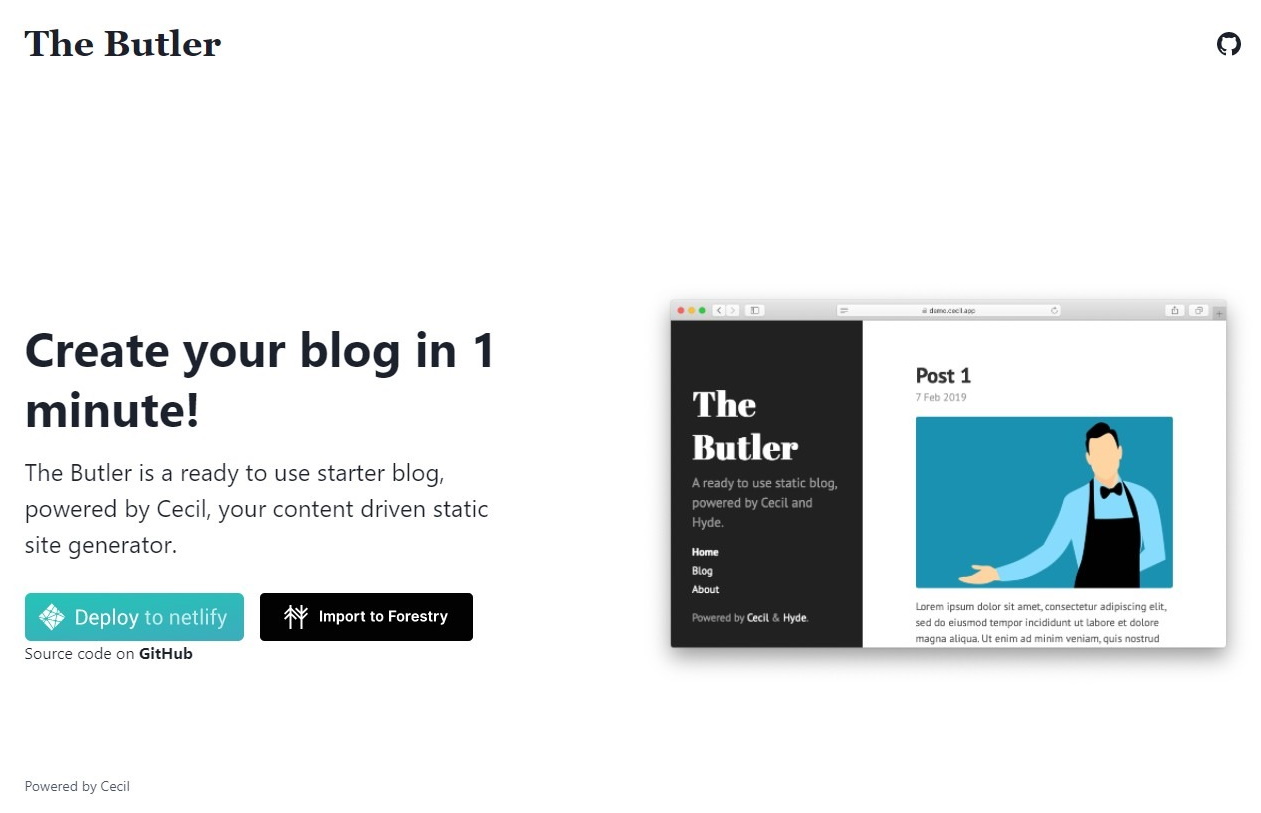 The Butler
Create your blog in 1
minute!
The Butler is a ready to use starter blog,
powered by Cecil, your content driven static
site generator.
Deploy to netlify
Import to Forestry
Source code on GitHub
demo.cecil.app
The
Butler
A ready to use static blog,
powered by Cecil and
Hyde.
Home
Blog
About
Powered by Cecil & Hyde.
Post 1
7 Feb 2019
Lorem ipsum dolor sit amet, consectetur adipiscing elit,
sed do eiusmod tempor incididunt ut labore et dolore
magna aliqua. Ut enim ad minim veniam, quis nostrud
Powered by Cecil